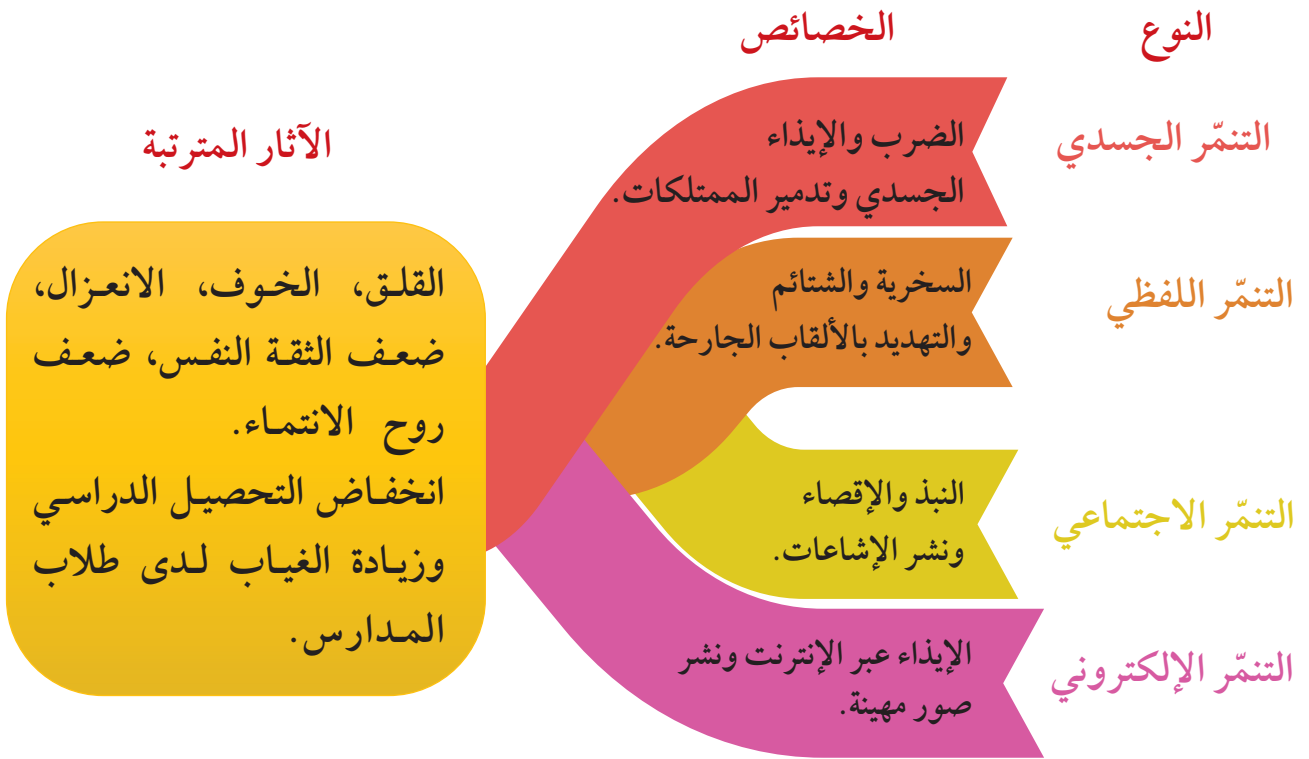 النوع
الخصائص
الآثار المترتبة
التنمّر الجسدي
الضرب والإيذاء
الجسدي وتدمير الممتلكات.
التنمّر اللفظي
السخرية والشتائم
والتهديد بالألقاب الجارحة.
التنمّر الاجتماعي
النبذ والإقصاء
ونشر الإشاعات.
التنمّر الإلكتروني
الإيذاء عبر الإنترنت ونشر
صور مهينة.
القلق، الخوف، الانعزال،
ضعف الثقة النفس، ضعف
روح الانتماء.
انخفاض التحصيل الدراسي
وزيادة الغياب لدى طلاب
المدارس.